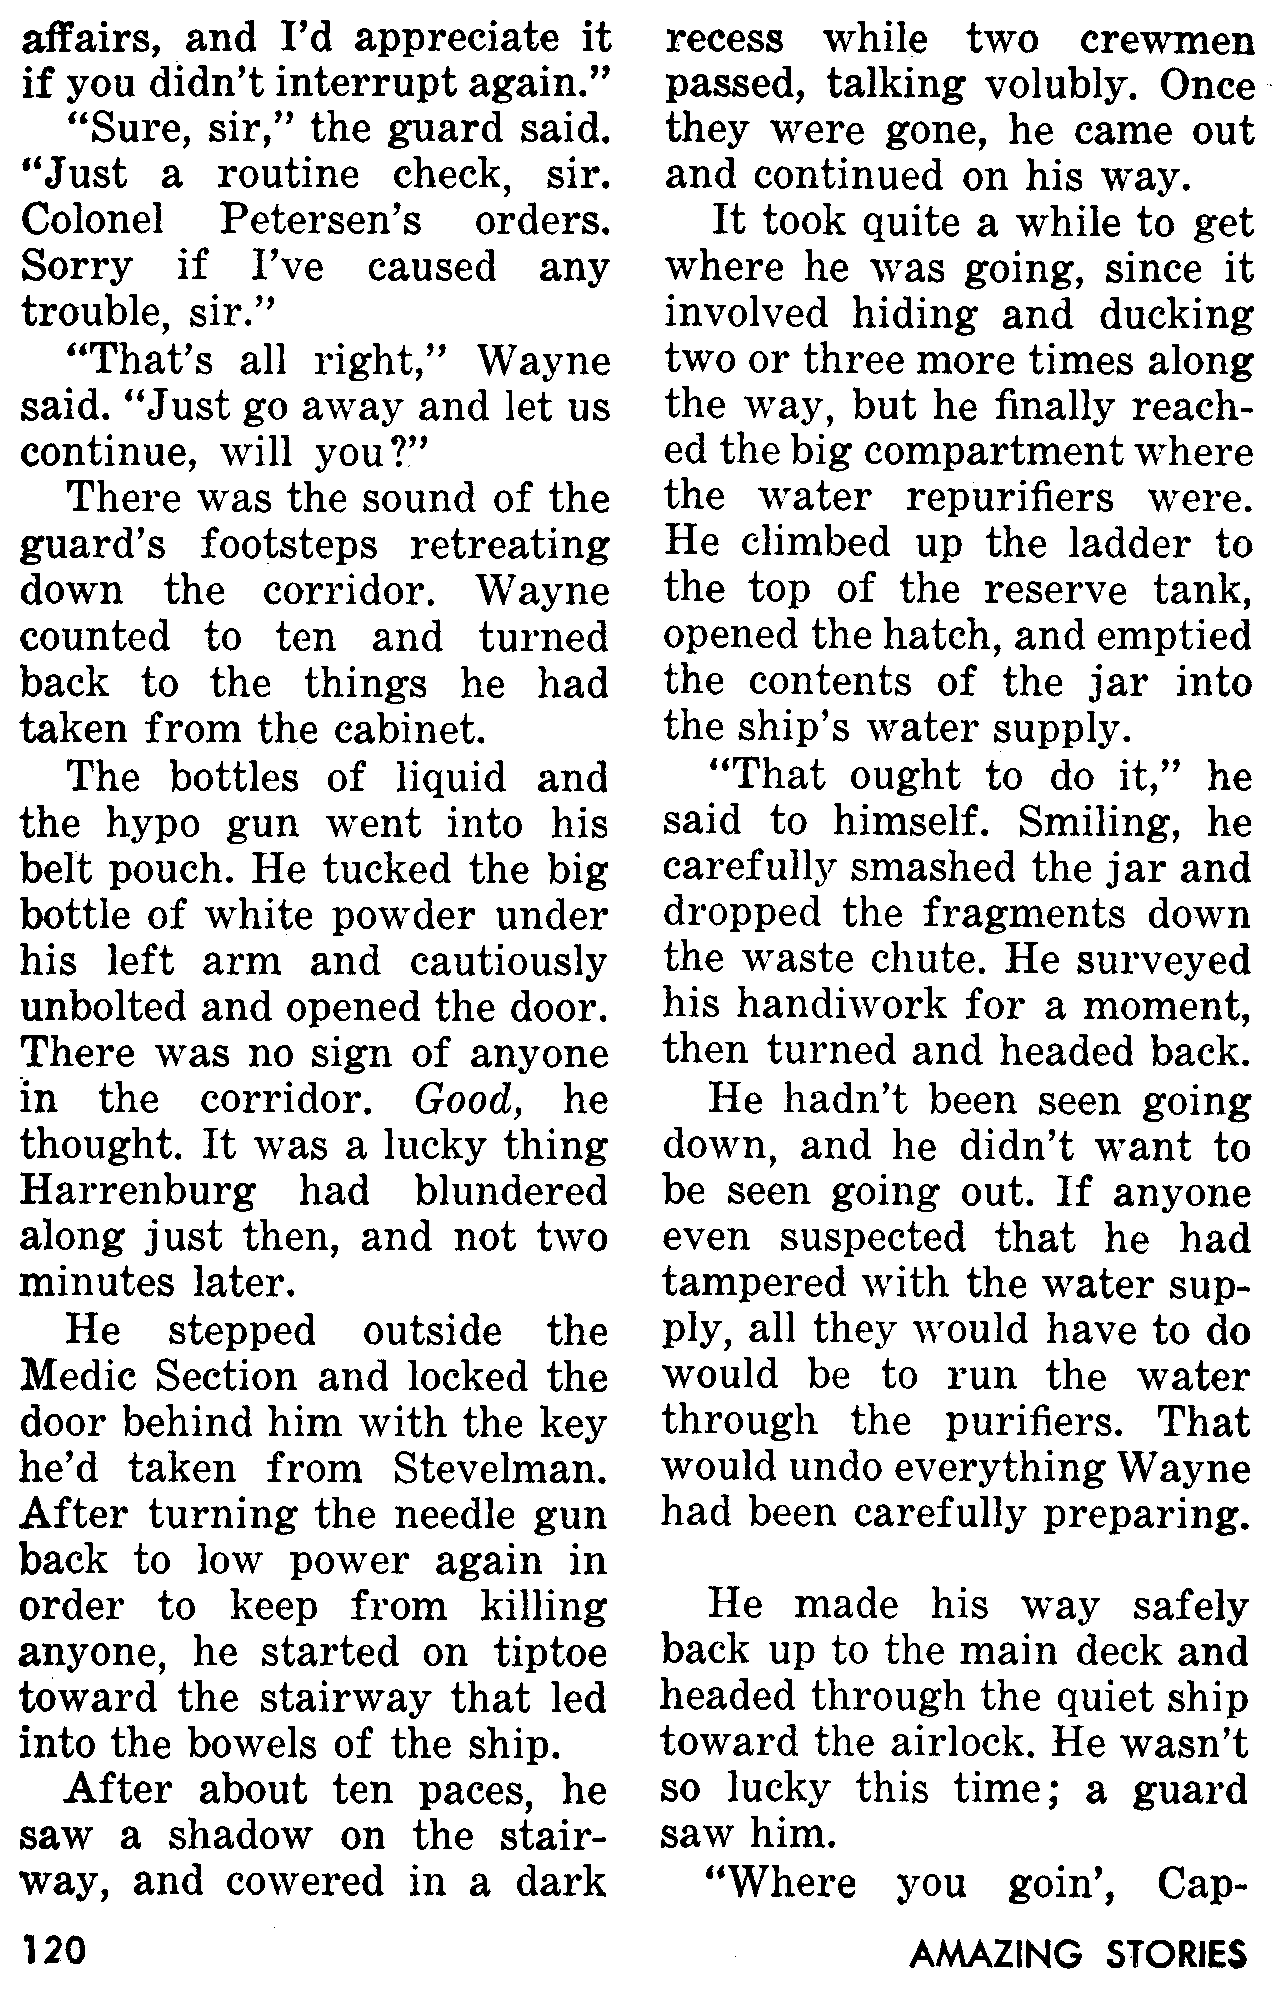 affairs, and I'd appreciate it
if you didn't interrupt again."
"Sure, sir," the guard said.
"Just a routine check, sir.
Colonel Petersen's orders.
Sorry if I've caused any
trouble, sir."
"That's all right," Wayne
said. "Just go away and let us
continue, will you?"
There was the sound of the
guard's footsteps retreating
down the corridor. Wayne
counted to ten and turned
back to the things he had
taken from the cabinet.
The bottles of liquid and
the hypo gun went into his
belt pouch. He tucked the big
bottle of white powder under
his left arm and cautiously
unbolted and opened the door.
There was no sign of anyone
in the corridor. Good, he
thought. It was a lucky thing
Harrenburg had blundered
along just then, and not two
minutes later.
He stepped outside the
Medic Section and locked the
door behind him with the key
he'd taken from Stevelman.
After turning the needle gun
back to low power again in
order to keep from killing
anyone, he started on tiptoe
toward the stairway that led
into the bowels of the ship.
After about ten paces, he
saw a shadow on the stair-
way, and cowered in a dark
recess while two crewmen
passed, talking volubly. Once
they were gone, he came out
and continued on his way.
It took quite a while to get
where he was going, since it
involved hiding and ducking
two or three more times along
the way, but he finally reach-
ed the big compartment where
the water repurifiers were.
He climbed up the ladder to
the top of the reserve tank,
opened the hatch, and emptied
the contents of the jar into
the ship's water supply.
"That ought to do it," he
said to himself. Smiling, he
carefully smashed the jar and
dropped the fragments down
the waste chute. He surveyed
his handiwork for a moment,
then turned and headed back.
He hadn't been seen going
down, and he didn't want to
be seen going out. If anyone
even suspected that he had
tampered with the water sup-
ply, all they would have to do
would be to run the water
through the purifiers. That
would undo everything Wayne
had been carefully preparing.
He made his way safely
back up to the main deck and
headed through the quiet ship
toward the airlock. He wasn't
so lucky this time; a guard
saw him.
"Where you goin', Cap-
120
AMAZING STORIES